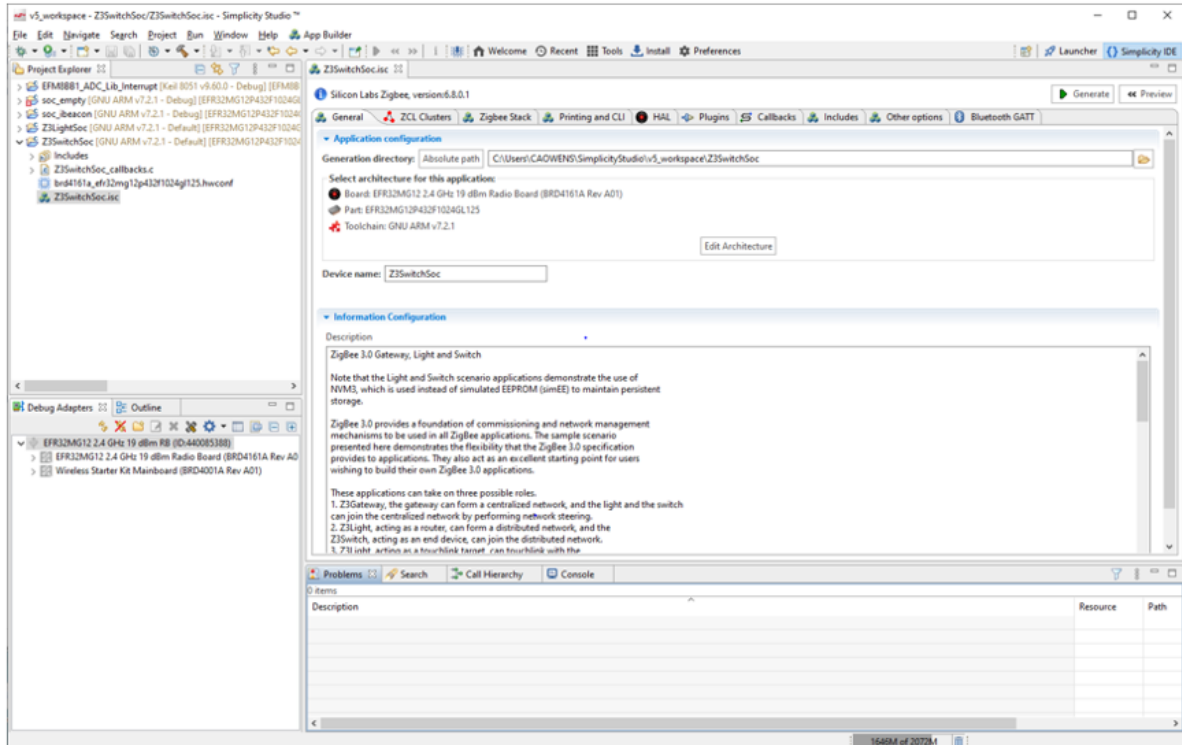 v5_workspace - Z3SwitchSoc/Z3SwitchSoc.isc - Simplicity Studio ™
File Edit Navigate Search Project Run Window Help App Builder
Welcome Recent Tools Install Preferences Launcher {} Simplicity IDE
Project Explorer
EFM8BB1_ADC_Lib_Interrupt [Keil 8051 v9.60.0 - Debug] [EFM8B
soc_empty [GNU ARM v7.2.1 - Debug] [EFR32MG12P432F1024G
soc_ibeacon [GNU ARM v7.2.1 - Debug] [EFR32MG12P432F1024
Z3LightSoc [GNU ARM v7.2.1 - Default] [EFR32MG12P432F1024G
Z3SwitchSoc [GNU ARM v7.2.1 - Default] [EFR32MG12P432F1024
Includes
Z3SwitchSoc_callbacks.c
brd4161a_efr32mg12p432f1024gl125.hwconf
Z3SwitchSoc.isc
Debug Adapters Outline
EFR32MG12 2.4 GHz 19 dBm RB (ID:440085388)
EFR32MG12 2.4 GHz 19 dBm Radio Board (BRD4161A Rev A0
Wireless Starter Kit Mainboard (BRD4001A Rev A01)
Z3SwitchSoc.isc
Silicon Labs Zigbee, version:6.8.0.1
Generate Preview
General ZCL Clusters Zigbee Stack Printing and CLI HAL Plugins Callbacks Includes Other options Bluetooth GATT
Application configuration
Generation directory: Absolute path C:\Users\CAOWENS\SimplicityStudio\v5_workspace\Z3SwitchSoc
Select architecture for this application:
Board: EFR32MG12 2.4 GHz 19 dBm Radio Board (BRD4161A Rev A01)
Part: EFR32MG12P432F1024GL125
Toolchain: GNU ARM v7.2.1
Edit Architecture
Device name: Z3SwitchSoc
Information Configuration
Description
ZigBee 3.0 Gateway, Light and Switch
Note that the Light and Switch scenario applications demonstrate the use of
NVM3, which is used instead of simulated EEPROM (simEE) to maintain persistent
storage.
ZigBee 3.0 provides a foundation of commissioning and network management
mechanisms to be used in all ZigBee applications. The sample scenario
presented here demonstrates the flexibility that the ZigBee 3.0 specification
provides to applications. They also act as an excellent starting point for users
wishing to build their own ZigBee 3.0 applications.
These applications can take on three possible roles.
1. Z3Gateway, the gateway can form a centralized network, and the light and the switch
can join the centralized network by performing network steering.
2. Z3Light, acting as a router, can form a distributed network, and the
Z3Switch, acting as an end device, can join the distributed network.
3. Z3Light, acting as a touchlink target, can touchlink with the
Problems Search Call Hierarchy Console
0 items
Description Resource Path
1646M of 2072M